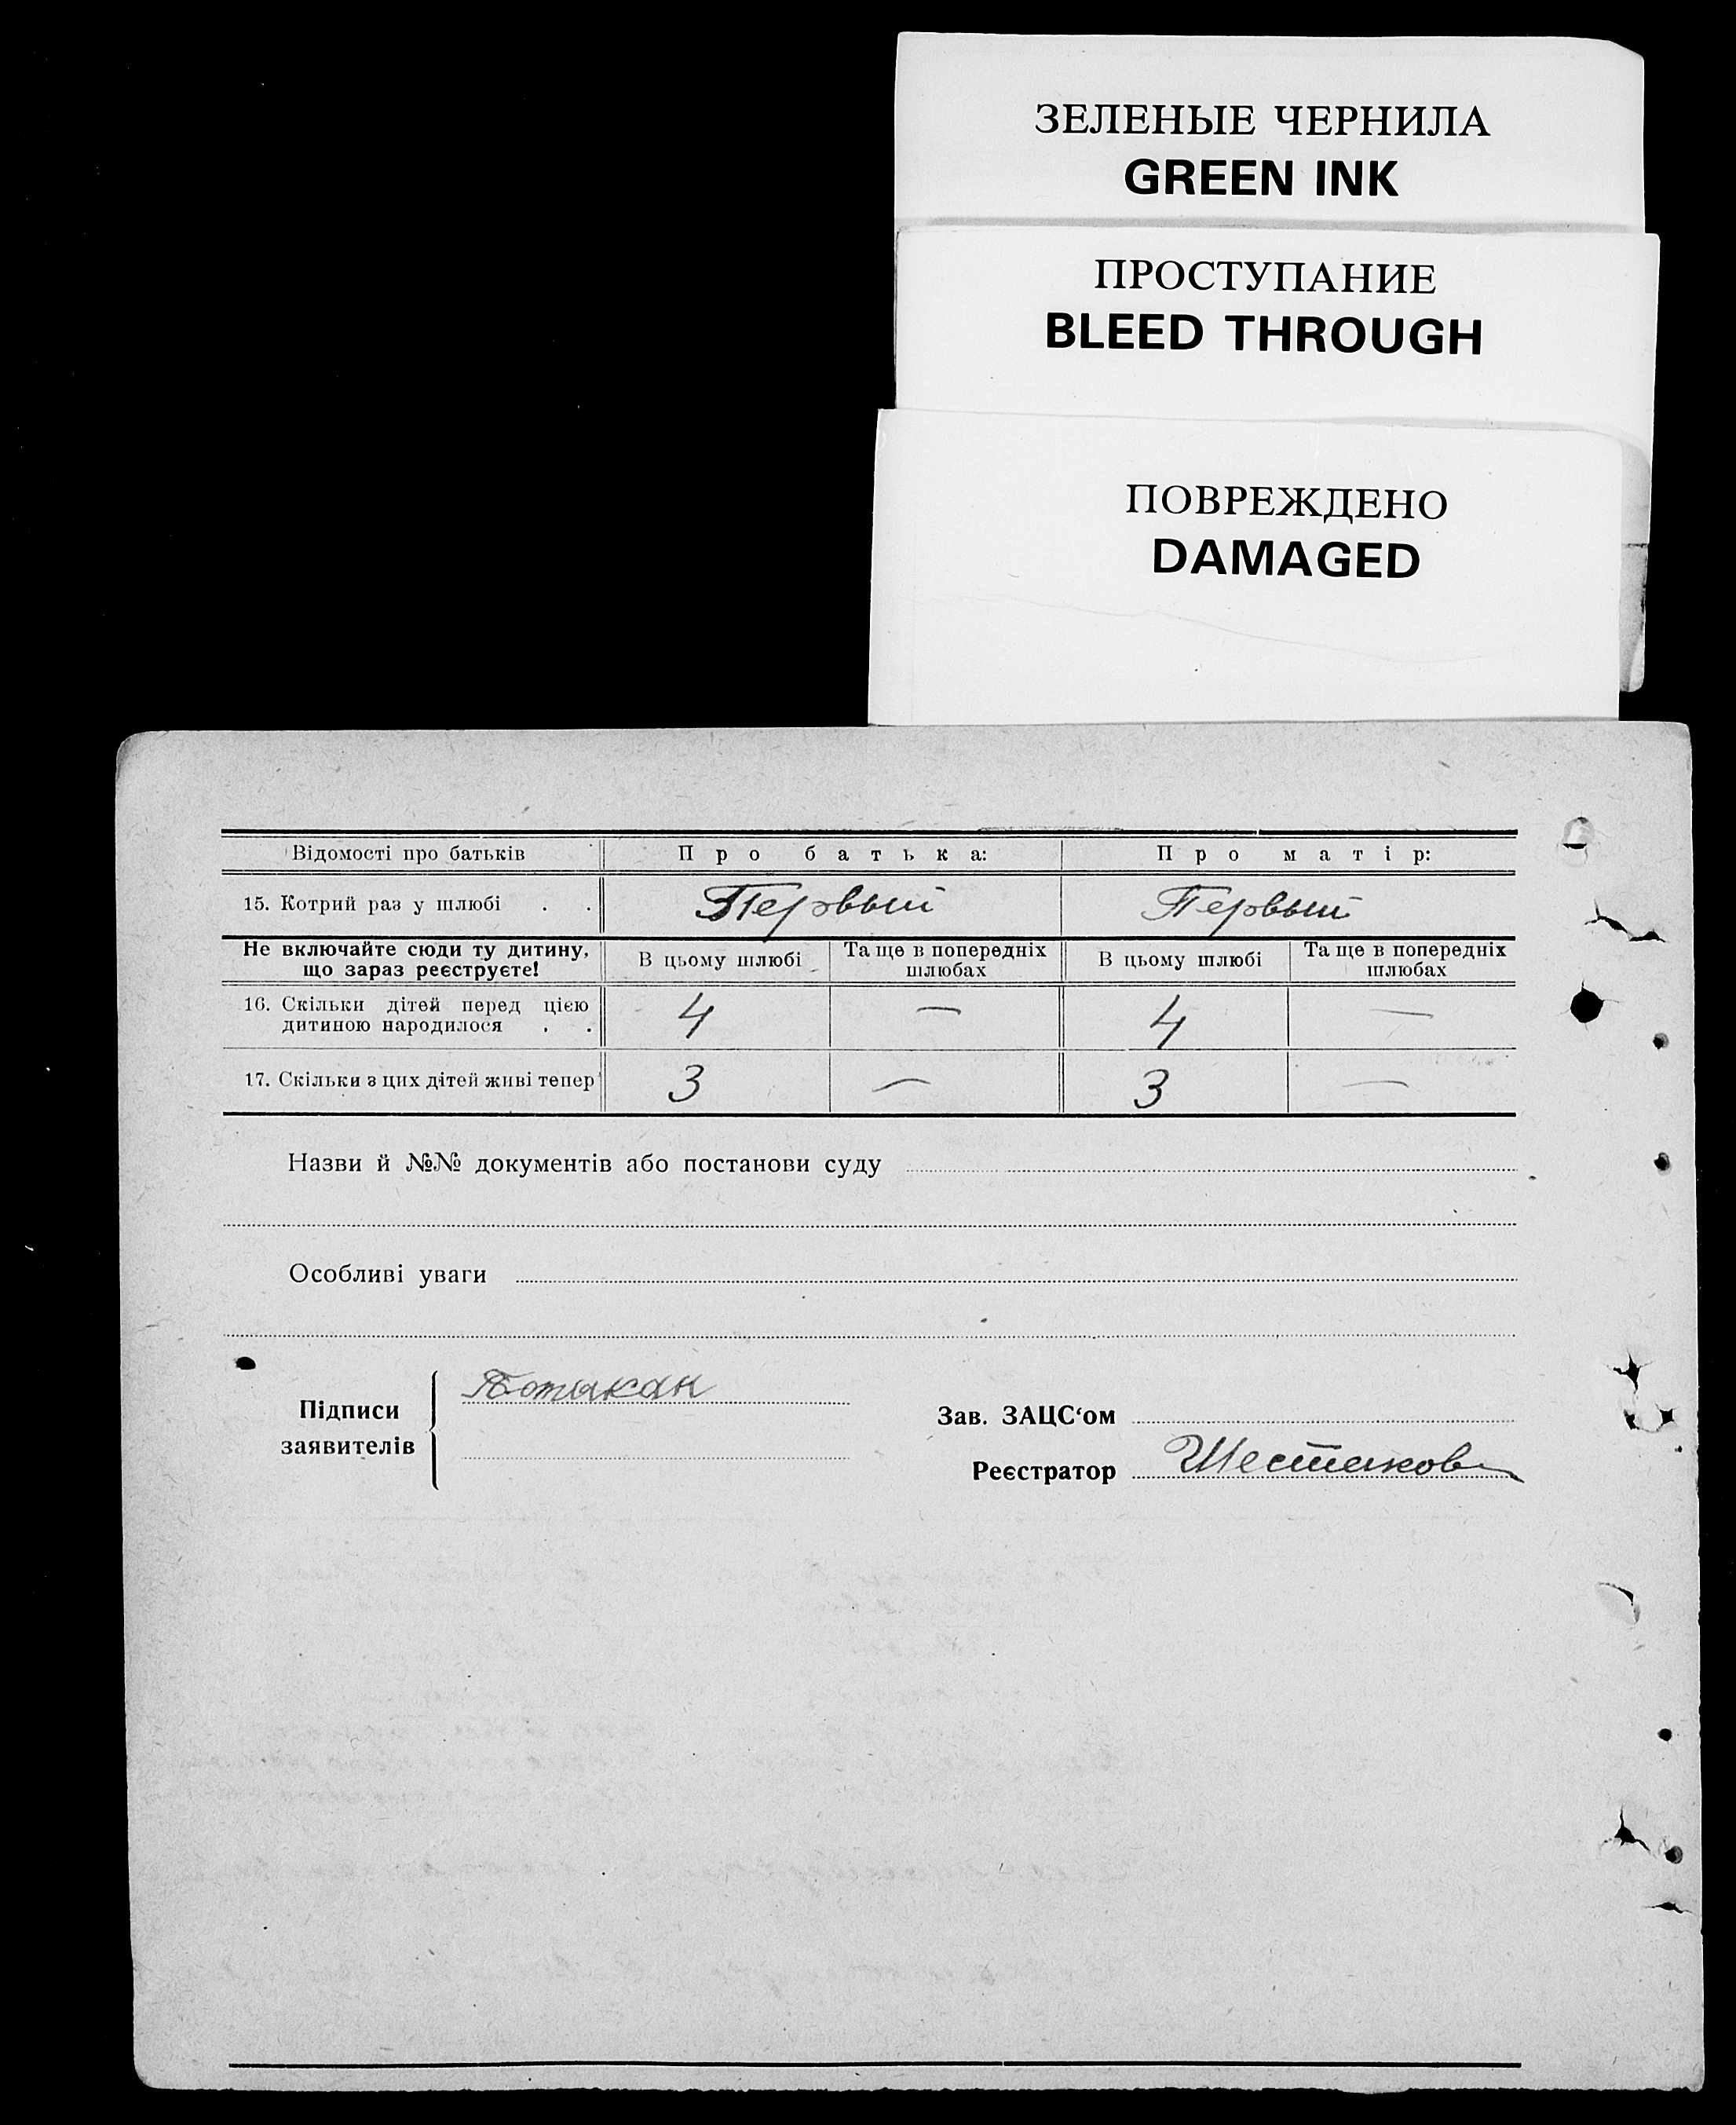 ЗЕЛЕНЫЕ ЧЕРНИЛА
GREEN INK
ПРОСТУПАНИЕ
BLEED THROUGH
ПОВРЕЖДЕНО
DAMAGED
Відомості про батьків Про батька: Про матір:
15. Котрий раз у шлюбі . . Первый Первый
Не включайте сюди ту дитину, що зараз реєструєте! В цьому шлюбі Та ще в попередніх шлюбах В цьому шлюбі Та ще в попередніх шлюбах
16. Скільки дітей перед цією дитиною народилося . . 4 — 4 —
17. Скільки з цих дітей живі тепер 3 — 3 —
Назви й №№ документів або постанови суду
Особливі уваги
Підписи заявителів
Зав. ЗАЦС‘ом
Реєстратор Шестаков